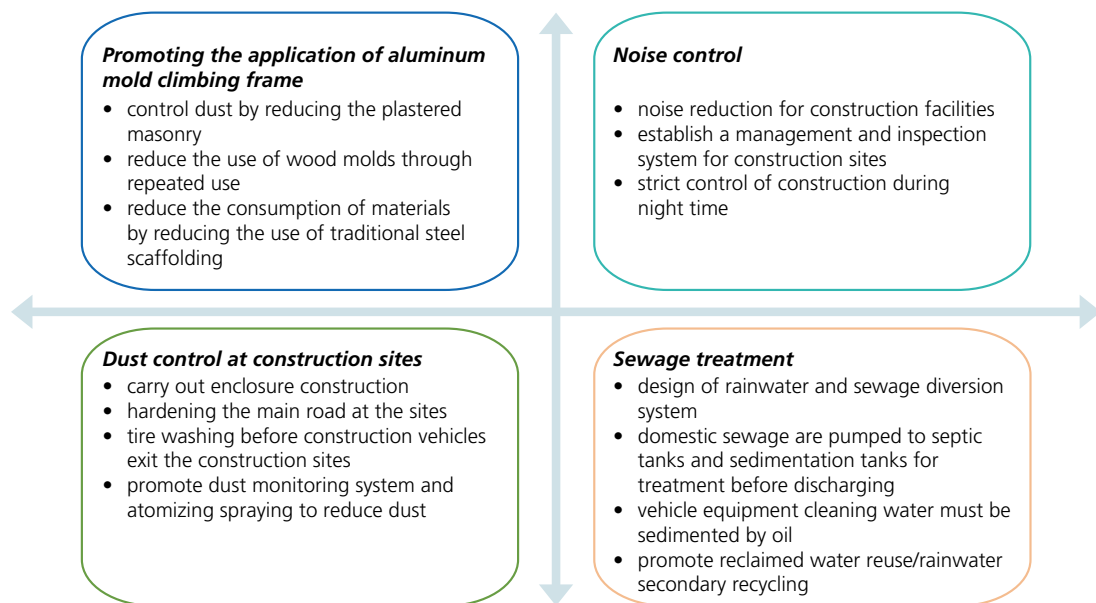 Promoting the application of aluminum
mold climbing frame
• control dust by reducing the plastered
masonry
• reduce the use of wood molds through
repeated use
• reduce the consumption of materials
by reducing the use of traditional steel
scaffolding
Noise control
• noise reduction for construction facilities
• establish a management and inspection
system for construction sites
• strict control of construction during
night time
Dust control at construction sites
• carry out enclosure construction
• hardening the main road at the sites
• tire washing before construction vehicles
exit the construction sites
• promote dust monitoring system and
atomizing spraying to reduce dust
Sewage treatment
• design of rainwater and sewage diversion
system
• domestic sewage are pumped to septic
tanks and sedimentation tanks for
treatment before discharging
• vehicle equipment cleaning water must be
sedimented by oil
• promote reclaimed water reuse/rainwater
secondary recycling